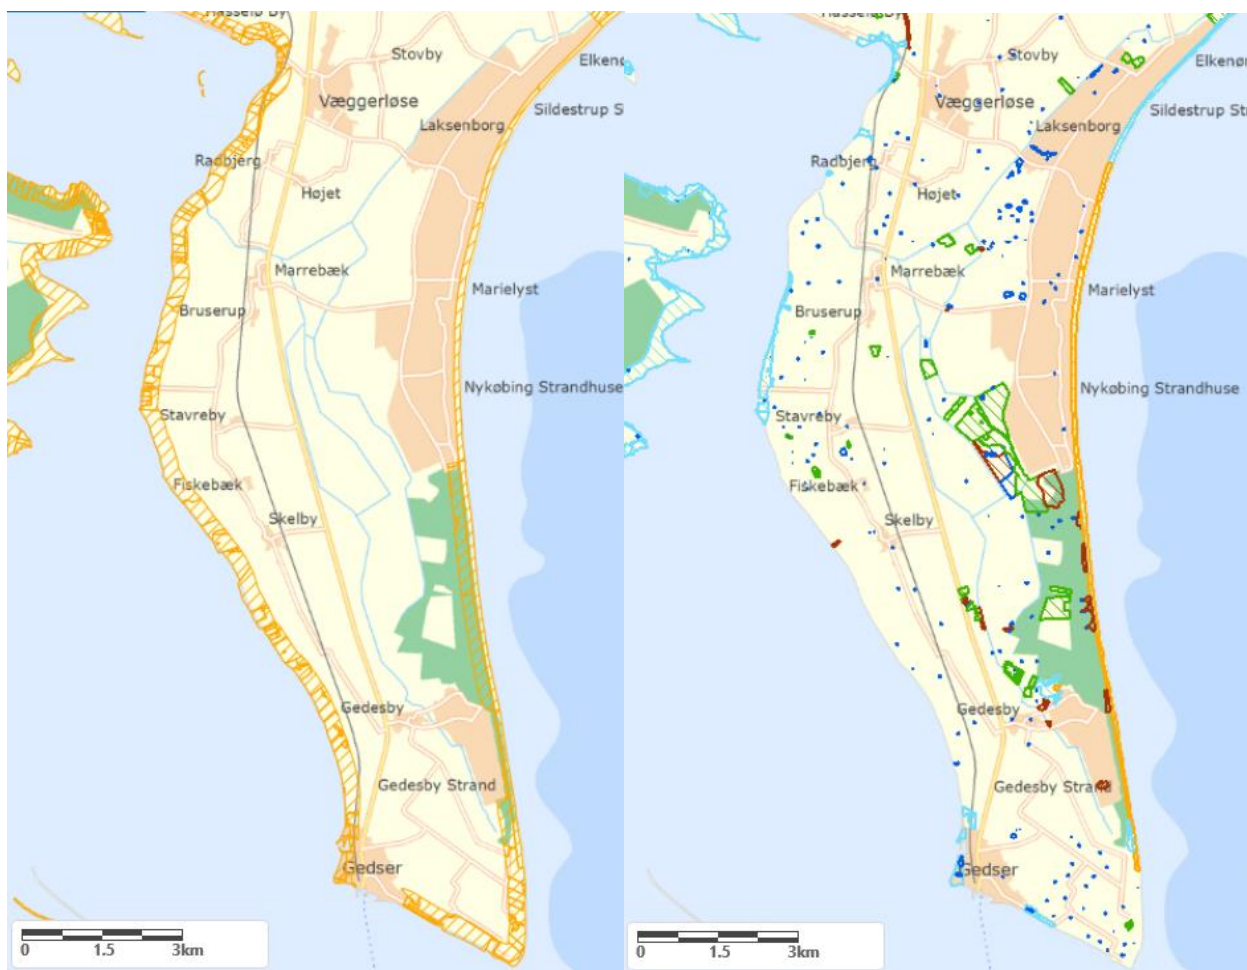 Stovby
Elkenø
Væggerløse
Sildestrup S
Laksenborg
Radbjerg
Højet
Marrebæk
Marielyst
Bruserup
Nykøbing Strandhuse
Stavreby
Fiskebæk
Skelby
Gedesby
Gedesby Strand
Gedser
0 1.5 3km
Stovby
Elkenø
Væggerløse
Sildestrup Str
Laksenborg
Radbjerg
Højet
Marrebæk
Marielyst
Bruserup
Nykøbing Strandhuse
Stavreby
Fiskebæk
Skelby
Gedesby
Gedesby Strand
Gedser
0 1.5 3km